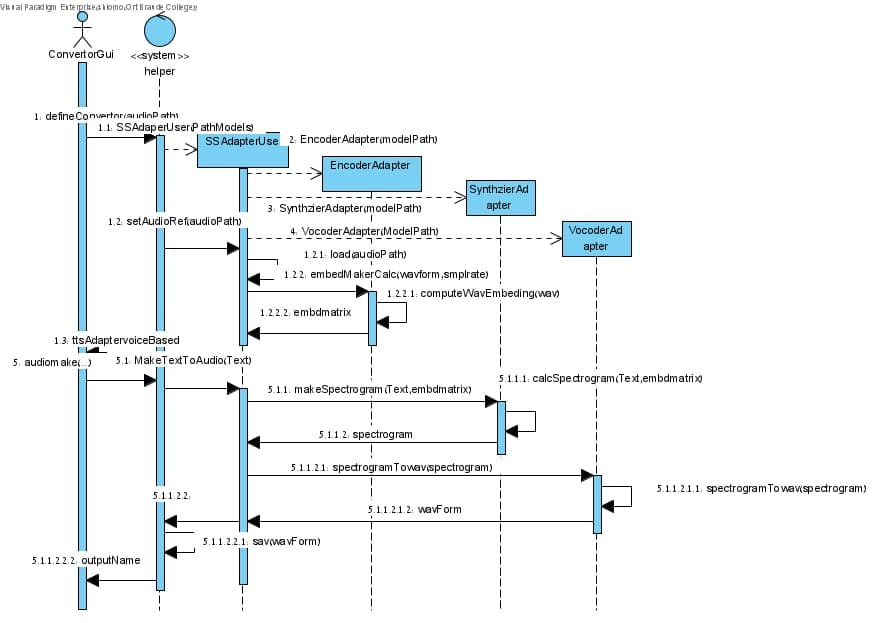 Visual Paradigm Enterprise(shlomo(Ort Braude College))
ConvertorGui
<<system>>
helper
1: defineConvertor(audioPath)
1.1: SSAdaperUser(PathModels)
SSAdapterUse
2: EncoderAdapter(modelPath)
EncoderAdapter
SynthzierAd
apter
3: SynthzierAdapter(modelPath)
1.2: setAudioRef(audioPath)
4: VocoderAdapter(ModelPath)
VocoderAd
apter
1.2.1: load(audioPath)
1.2.2: embedMakerCalc(wavform,smplrate)
1.2.2.1: computeWavEmbeding(wav)
1.2.2.2: embdmatrix
1.3: ttsAdaptervoiceBased
5: audiomake(..)
5.1: MakeTextToAudio(Text)
5.1.1.1: calcSpectrogram(Text,embdmatrix)
5.1.1: makeSpectrogram(Text,embdmatrix)
5.1.1.2: spectrogram
5.1.1.2.1: spectrogramTowav(spectrogram)
5.1.1.2.1.1: spectrogramTowav(spectrogram)
5.1.1.2.2:
5.1.1.2.1.2: wavForm
5.1.1.2.2.1: sav(wavForm)
5.1.1.2.2.2: outputName